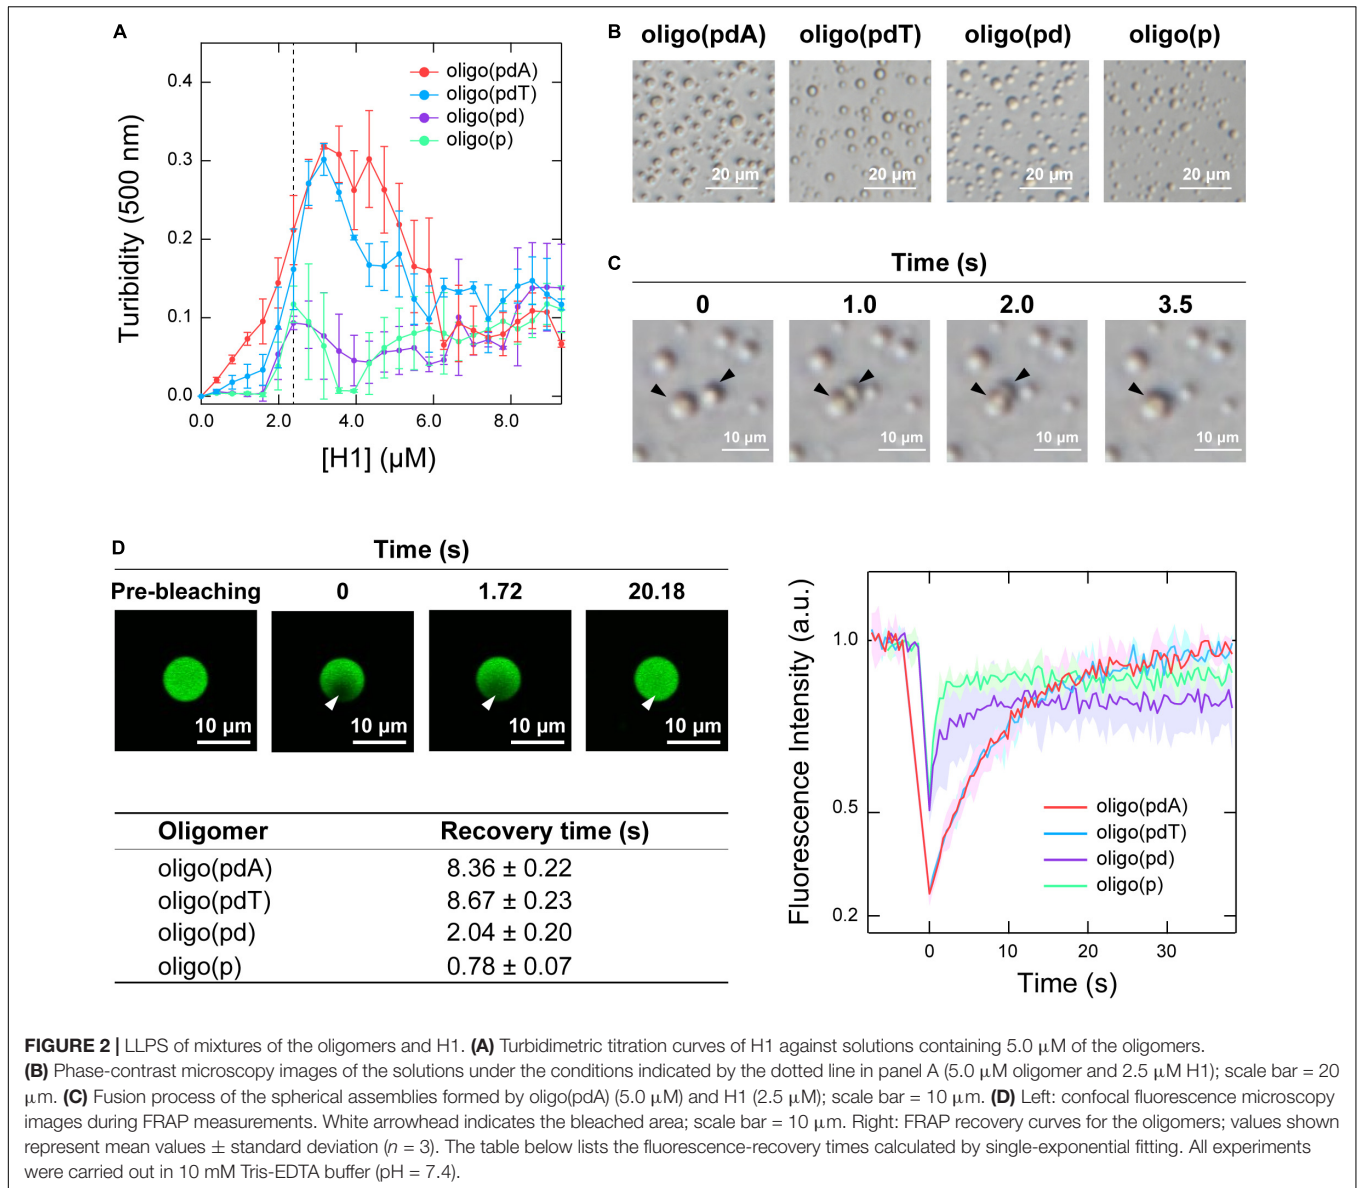 A
Turibidity (500 nm)
0.4
0.3
0.2
0.1
0.0
0.0 2.0 4.0 6.0 8.0
[H1] (μM)
oligo(pdA)
oligo(pdT)
oligo(pd)
oligo(p)
B
oligo(pdA) oligo(pdT) oligo(pd) oligo(p)
20 μm 20 μm 20 μm 20 μm
C
Time (s)
0 1.0 2.0 3.5
10 μm 10 μm 10 μm 10 μm
D
Time (s)
Pre-bleaching 0 1.72 20.18
10 μm 10 μm 10 μm 10 μm
Oligomer Recovery time (s)
oligo(pdA) 8.36 ± 0.22
oligo(pdT) 8.67 ± 0.23
oligo(pd) 2.04 ± 0.20
oligo(p) 0.78 ± 0.07
Fluorescence Intensity (a.u.)
1.0
0.5
0.2
oligo(pdA)
oligo(pdT)
oligo(pd)
oligo(p)
0 10 20 30
Time (s)
FIGURE 2 | LLPS of mixtures of the oligomers and H1. (A) Turbidimetric titration curves of H1 against solutions containing 5.0 μM of the oligomers.
(B) Phase-contrast microscopy images of the solutions under the conditions indicated by the dotted line in panel A (5.0 μM oligomer and 2.5 μM H1); scale bar = 20
μm. (C) Fusion process of the spherical assemblies formed by oligo(pdA) (5.0 μM) and H1 (2.5 μM); scale bar = 10 μm. (D) Left: confocal fluorescence microscopy
images during FRAP measurements. White arrowhead indicates the bleached area; scale bar = 10 μm. Right: FRAP recovery curves for the oligomers; values shown
represent mean values ± standard deviation (n = 3). The table below lists the fluorescence-recovery times calculated by single-exponential fitting. All experiments
were carried out in 10 mM Tris-EDTA buffer (pH = 7.4).